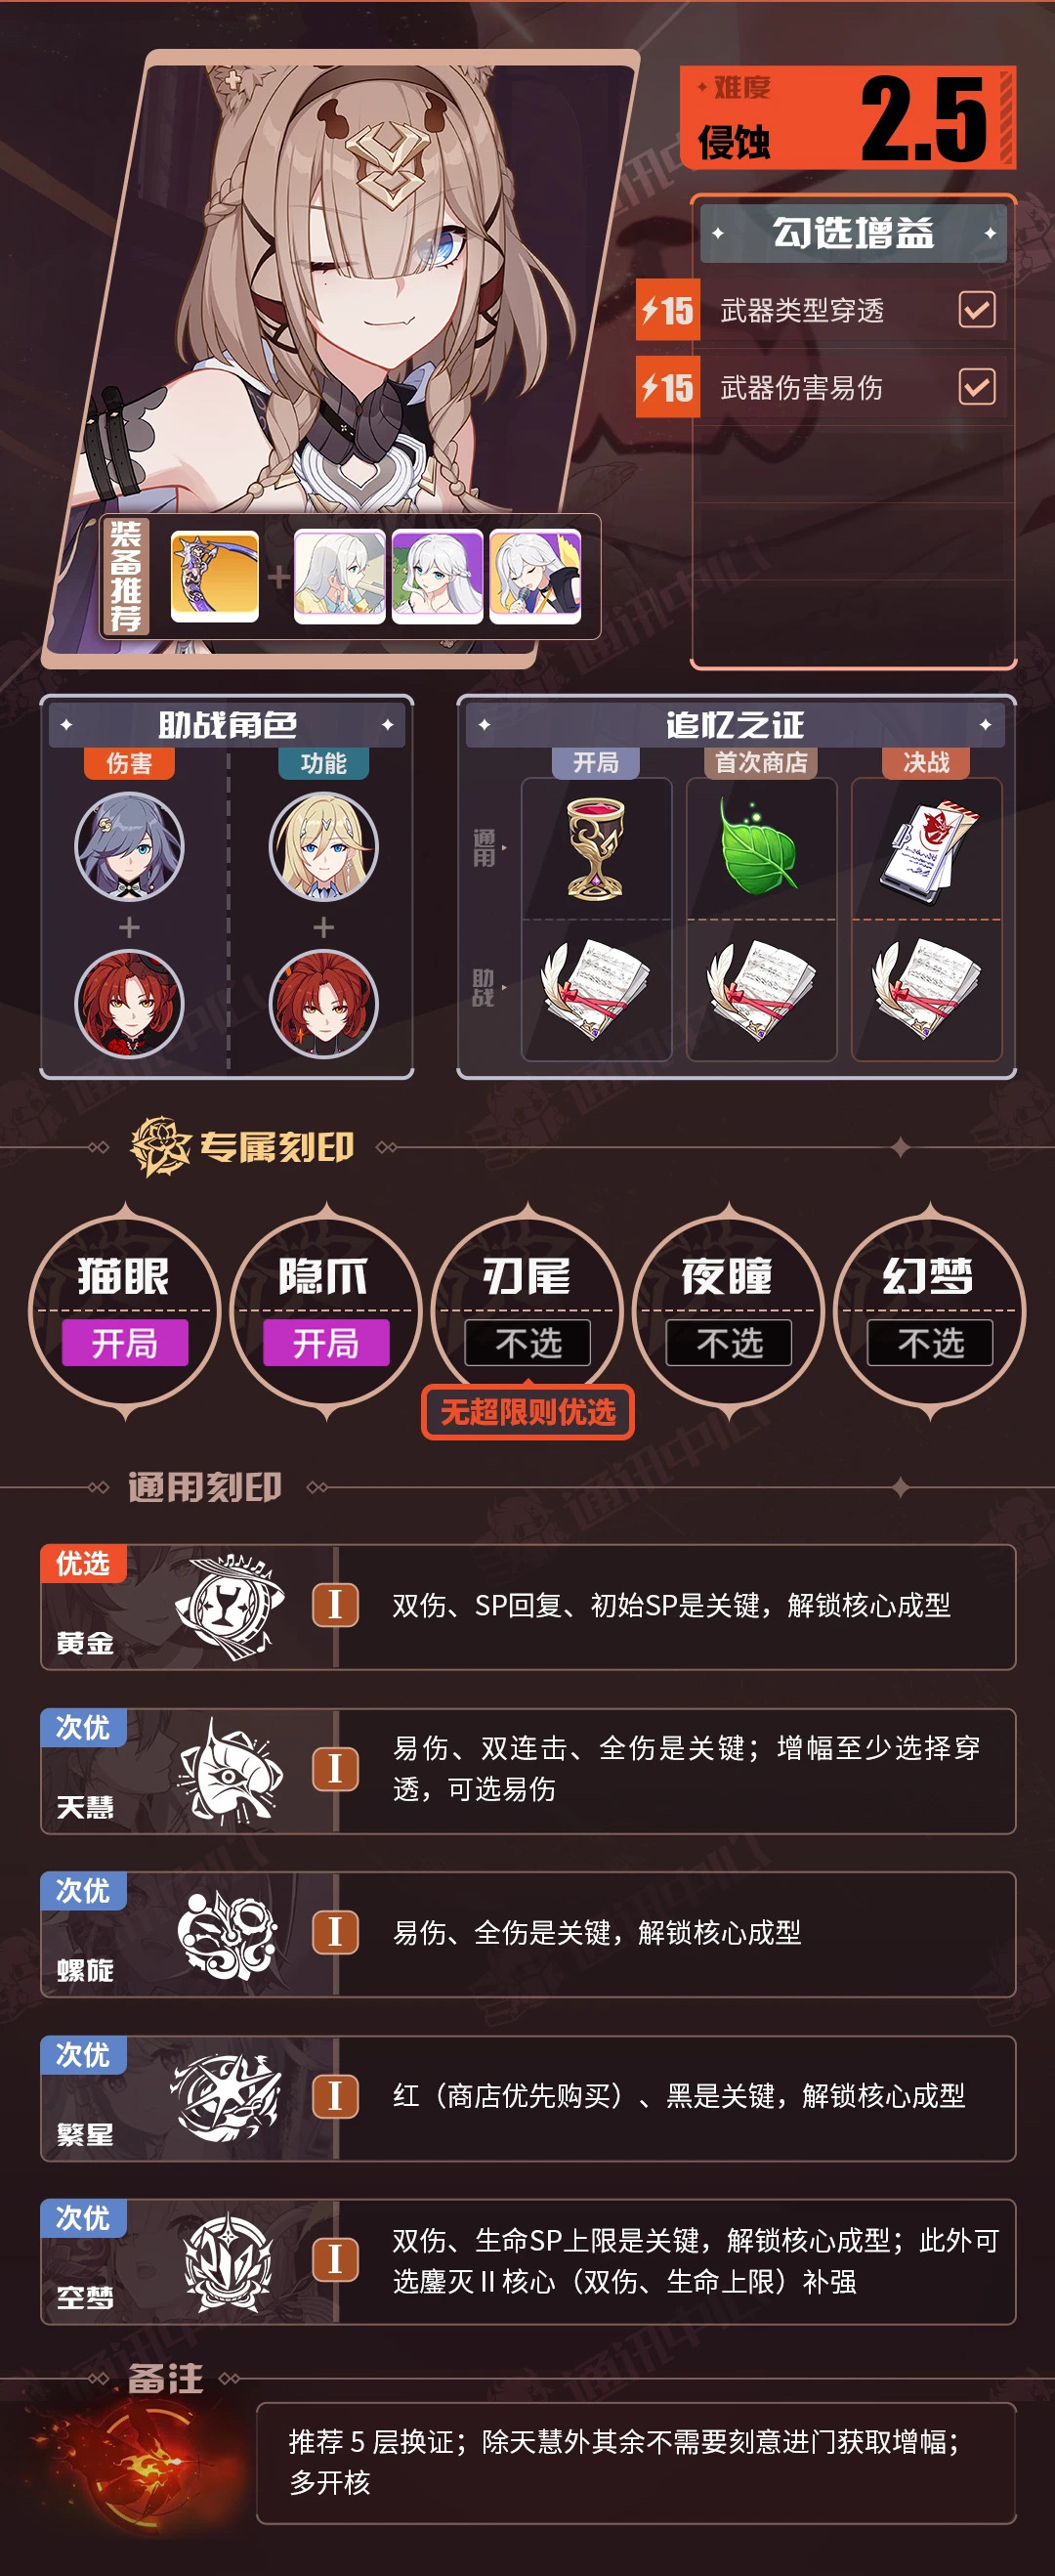 难度
侵蚀
2.5
勾选增益
15 武器类型穿透
15 武器伤害易伤
装备推荐
助战角色
伤害 功能
追忆之证
开局 首次商店 决战
通用
助战
专属刻印
猫眼 隐爪 刃尾 夜瞳 幻梦
开局 开局 不选 不选 不选
无超限则优选
通用刻印
优选
黄金
I
双伤、SP回复、初始SP是关键，解锁核心成型
次优
天慧
I
易伤、双连击、全伤是关键；增幅至少选择穿
透，可选易伤
次优
螺旋
I
易伤、全伤是关键，解锁核心成型
次优
繁星
I
红（商店优先购买）、黑是关键，解锁核心成型
次优
空梦
I
双伤、生命SP上限是关键，解锁核心成型；此外可
选鏖灭 II 核心（双伤、生命上限）补强
备注
推荐 5 层换证；除天慧外其余不需要刻意进门获取增幅；
多开核